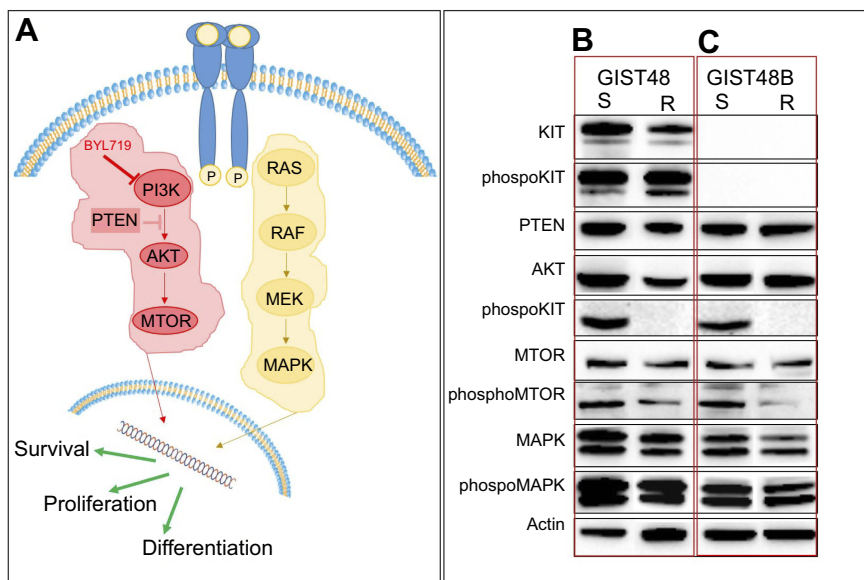 A
BYL719
PI3K
PTEN
AKT
MTOR
P P
RAS
RAF
MEK
MAPK
Survival
Proliferation
Differentiation
B C
GIST48 GIST48B
S R S R
KIT
phospoKIT
PTEN
AKT
phospoKIT
MTOR
phosphoMTOR
MAPK
phospoMAPK
Actin